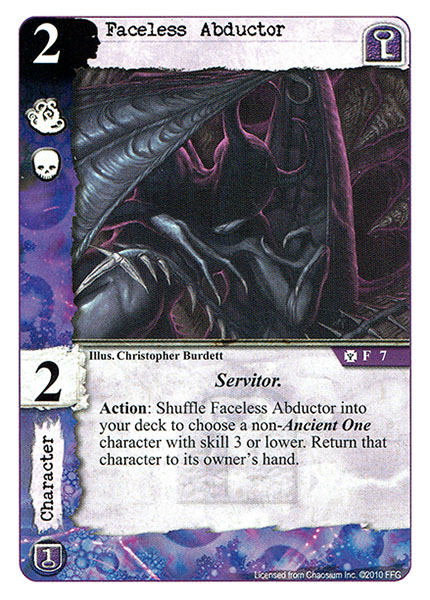 2
Faceless Abductor
Illus. Christopher Burdett
F 7
2
Servitor.
Action: Shuffle Faceless Abductor into
your deck to choose a non-Ancient One
character with skill 3 or lower. Return that
character to its owner's hand.
Character
1
Licensed from Chaosium Inc. ©2010 FFG